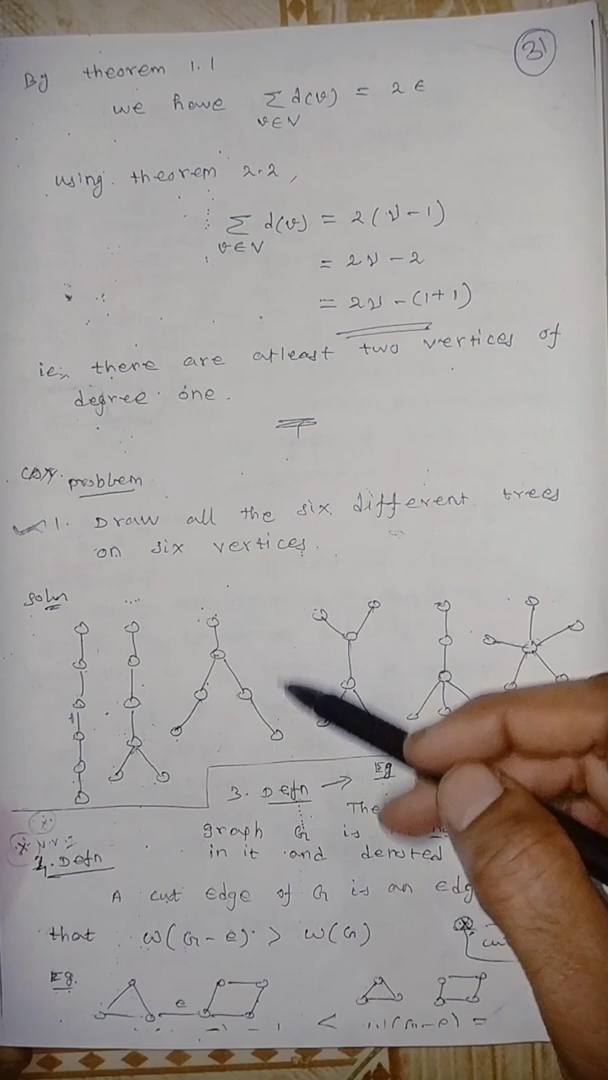 31
By theorem 1.1
we have Σ d(v) = 2 ε
v∈V
using theorem 2.2,
Σ d(v) = 2(ν-1)
v∈V
= 2ν - 2
= 2ν - (1+1)
ie., there are atleast two vertices of
degree one.
problem
1. Draw all the six different trees
on six vertices.
Soln
3. Defn → Eg
The
graph G is
in it and denoted
2. Defn
A cut edge of G is an edg
that ω(G-e) > ω(G)
Eg.
e
<